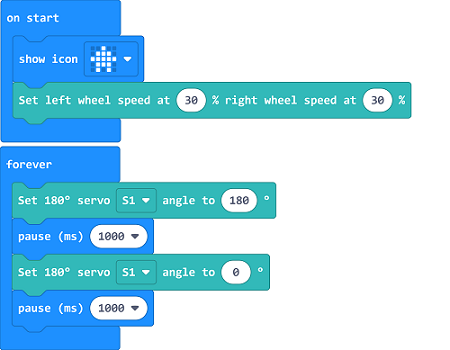 on start
show icon
Set left wheel speed at 30 % right wheel speed at 30 %
forever
Set 180° servo S1 angle to 180 °
pause (ms) 1000
Set 180° servo S1 angle to 0 °
pause (ms) 1000